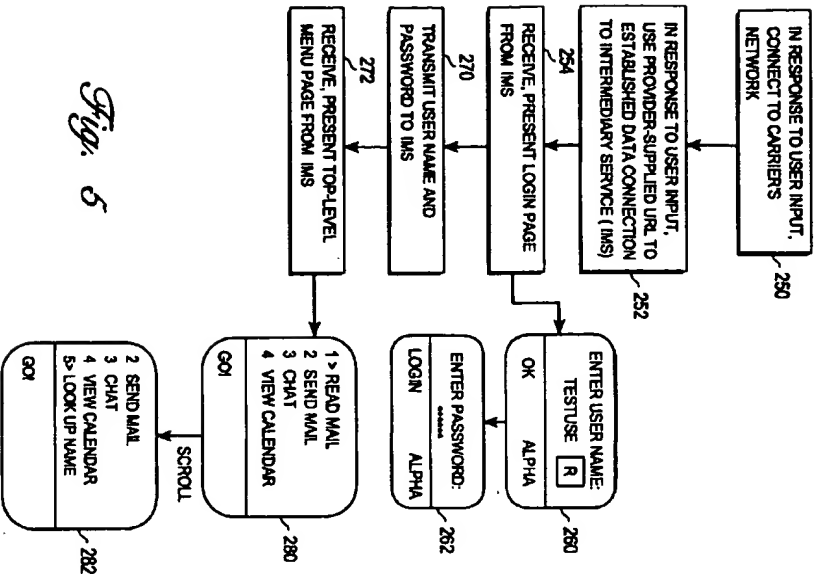 IN RESPONSE TO USER INPUT,
CONNECT TO CARRIER'S
NETWORK
250
IN RESPONSE TO USER INPUT,
USE PROVIDER-SUPPLIED URL TO
ESTABLISHED DATA CONNECTION
TO INTERMEDIARY SERVICE (IMS)
252
254
RECEIVE, PRESENT LOGIN PAGE
FROM IMS
270
TRANSMIT USER NAME AND
PASSWORD TO IMS
272
RECEIVE, PRESENT TOP-LEVEL
MENU PAGE FROM IMS
ENTER USER NAME:
TESTUSE R
OK ALPHA
260
ENTER PASSWORD:
******
LOGIN ALPHA
262
1 > READ MAIL
2 SEND MAIL
3 CHAT
4 VIEW CALENDAR
GO!
280
SCROLL
2 SEND MAIL
3 CHAT
4 VIEW CALENDAR
5> LOOK UP NAME
GO!
282
Fig. 5